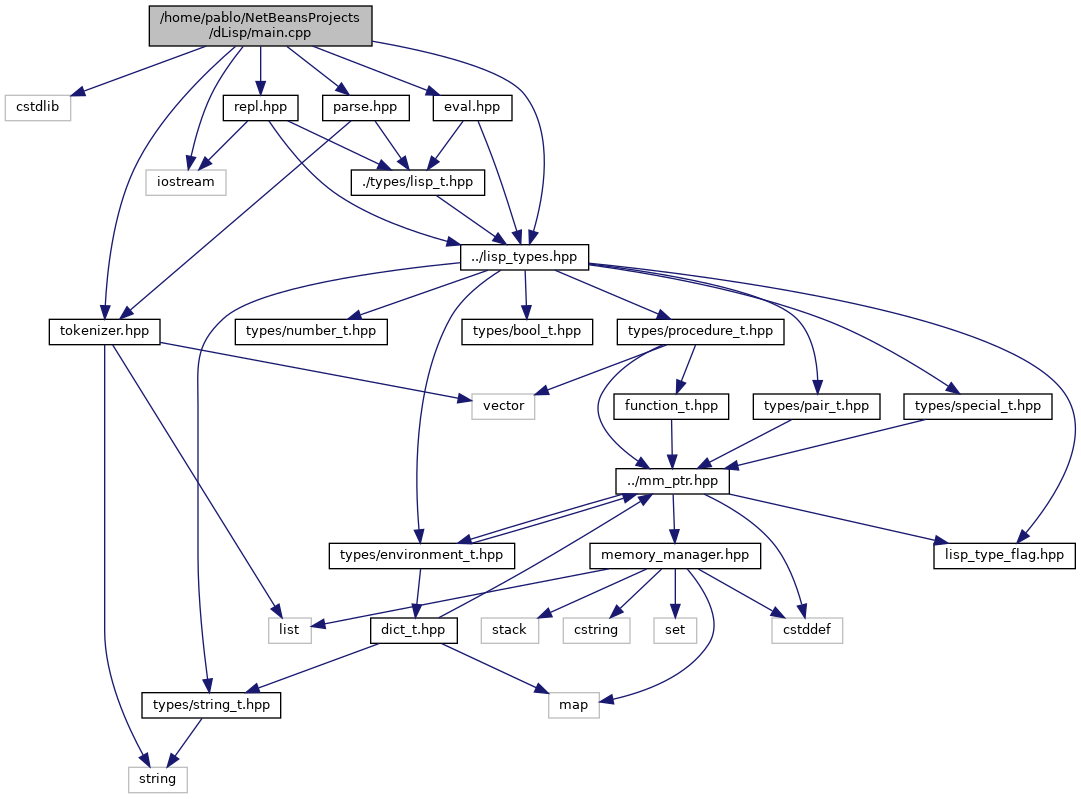 /home/pablo/NetBeansProjects
/dLisp/main.cpp
cstdlib
repl.hpp
parse.hpp
eval.hpp
iostream
./types/lisp_t.hpp
../lisp_types.hpp
tokenizer.hpp
types/number_t.hpp
types/bool_t.hpp
types/procedure_t.hpp
vector
function_t.hpp
types/pair_t.hpp
types/special_t.hpp
../mm_ptr.hpp
types/environment_t.hpp
memory_manager.hpp
lisp_type_flag.hpp
list
dict_t.hpp
stack
cstring
set
cstddef
types/string_t.hpp
map
string